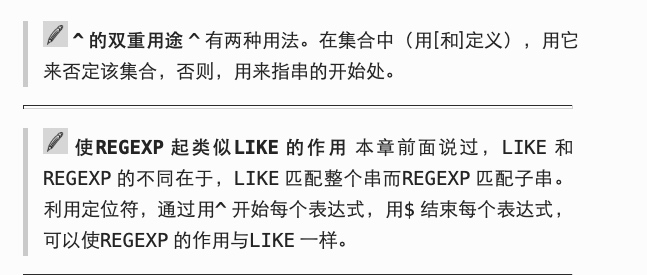 ^ 的双重用途 ^ 有两种用法。在集合中（用[和]定义），用它
来否定该集合，否则，用来指串的开始处。
使REGEXP 起类似LIKE 的作用 本章前面说过，LIKE 和
REGEXP 的不同在于，LIKE 匹配整个串而REGEXP 匹配子串。
利用定位符，通过用^ 开始每个表达式，用$ 结束每个表达式，
可以使REGEXP 的作用与LIKE 一样。